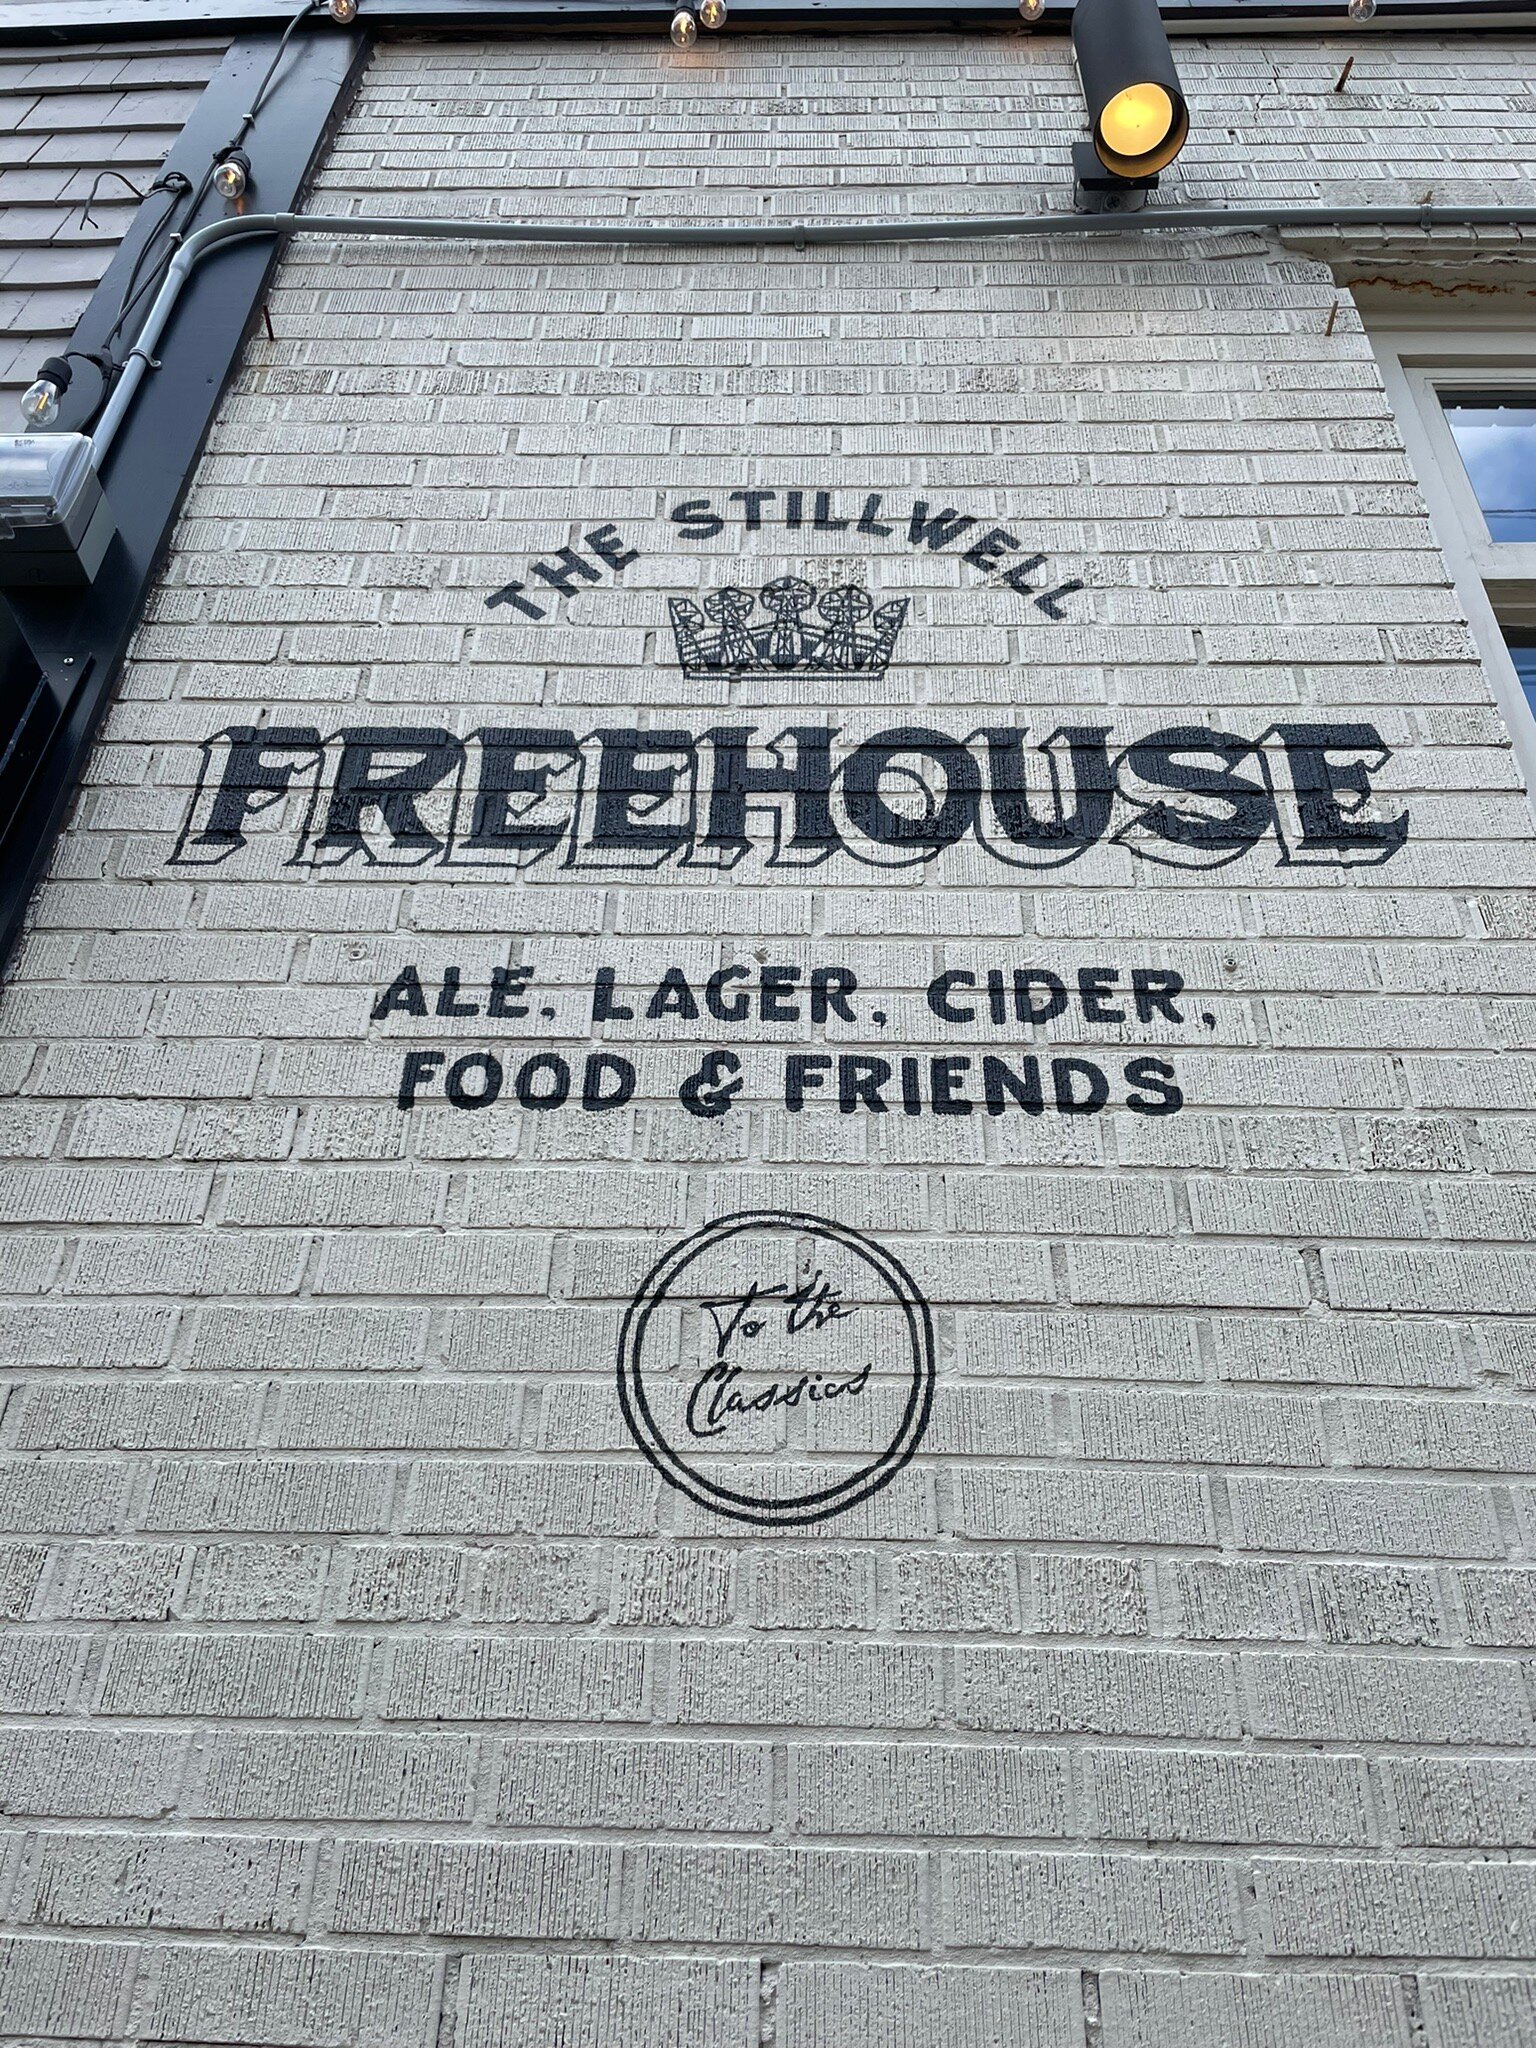 THE STILLWELL
FREEHOUSE
ALE, LAGER, CIDER,
FOOD & FRIENDS
To the
Classics